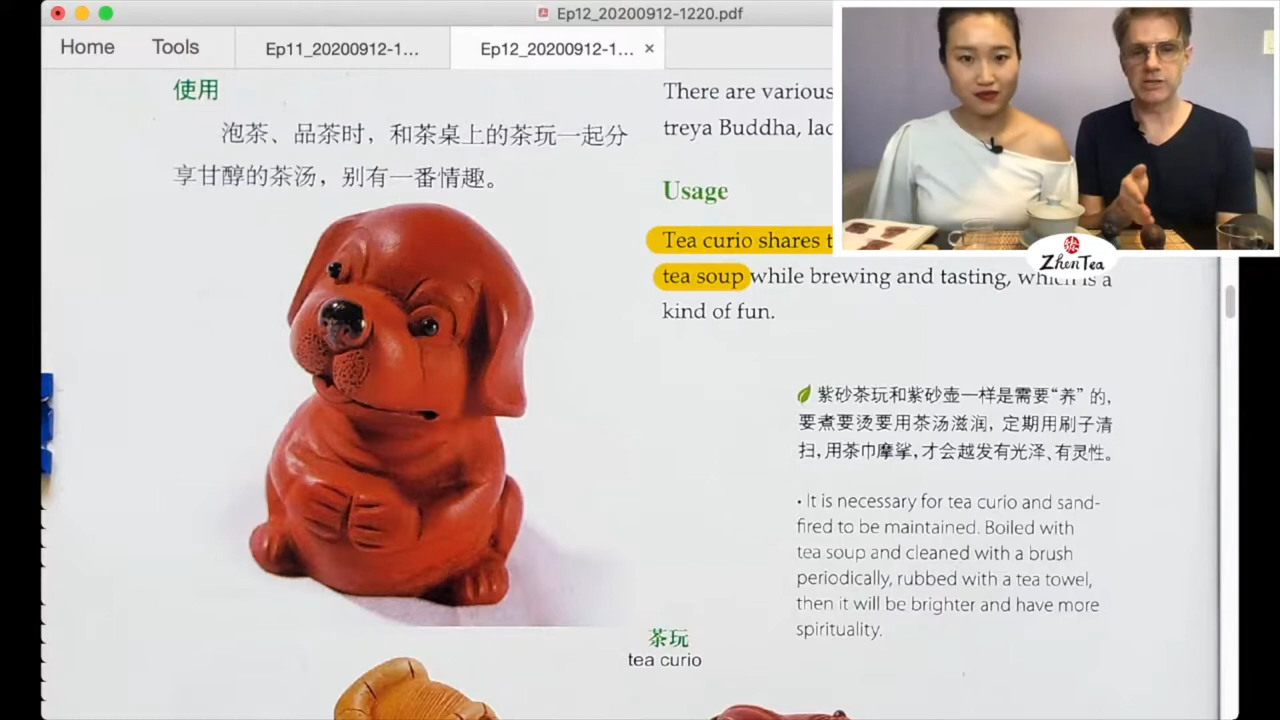 Ep12_20200912-1220.pdf
Home
Tools
Ep11_20200912-1...
Ep12_20200912-1...
使用
泡茶、品茶时，和茶桌上的茶玩一起分
享甘醇的茶汤，别有一番情趣。
There are various
treya Buddha,
Usage
Tea curio shares
tea soup while brewing and tasting, which is a
kind of fun.
紫砂茶玩和紫砂壶一样是需要“养”的，
要煮要烫要用茶汤滋润，定期用刷子清
扫，用茶巾摩挲，才会越发有光泽、有灵性。
• It is necessary for tea curio and sand-
fired to be maintained. Boiled with
tea soup and cleaned with a brush
periodically, rubbed with a tea towel,
then it will be brighter and have more
spirituality.
茶玩
tea curio
ZhenTea